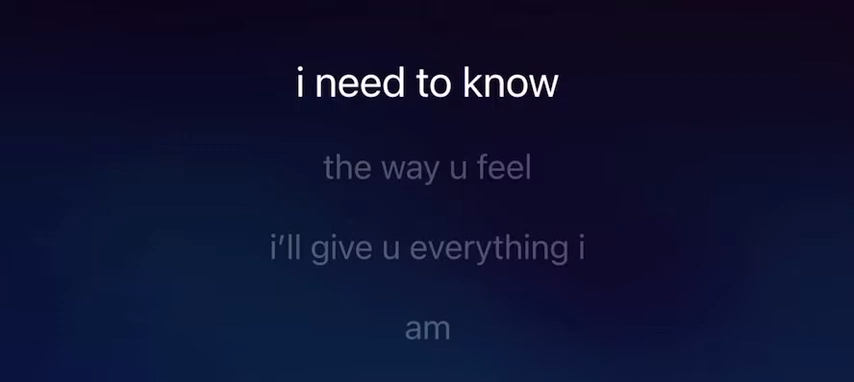 i need to know
the way u feel
i’ll give u everything i
am